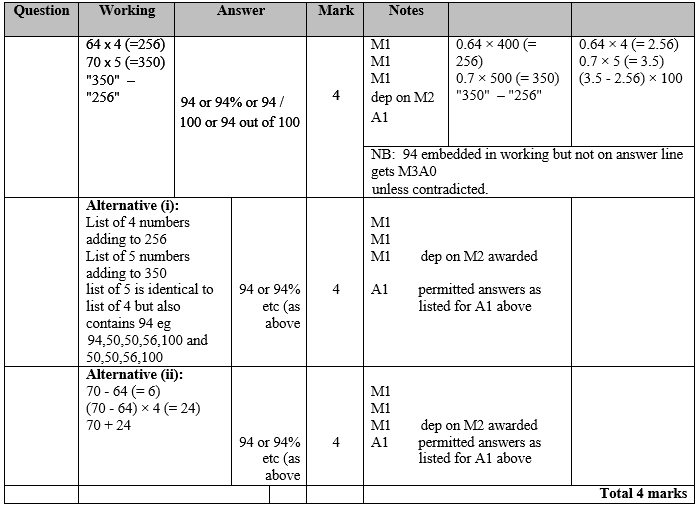 Question Working Answer Mark Notes
64 x 4 (=256)
70 x 5 (=350)
"350" –
"256"
94 or 94% or 94 /
100 or 94 out of 100
4
M1
M1
M1
dep on M2
A1
0.64 × 400 (=
256)
0.7 × 500 (= 350)
"350" – "256"
0.64 × 4 (= 2.56)
0.7 × 5 (= 3.5)
(3.5 - 2.56) × 100
NB: 94 embedded in working but not on answer line
gets M3A0
unless contradicted.
Alternative (i):
List of 4 numbers
adding to 256
List of 5 numbers
adding to 350
list of 5 is identical to
list of 4 but also
contains 94 eg
94,50,50,56,100 and
50,50,56,100
94 or 94%
etc (as
above
4
M1
M1
M1 dep on M2 awarded
A1 permitted answers as
listed for A1 above
Alternative (ii):
70 - 64 (= 6)
(70 - 64) × 4 (= 24)
70 + 24
94 or 94%
etc (as
above
4
M1
M1
M1 dep on M2 awarded
A1 permitted answers as
listed for A1 above
Total 4 marks